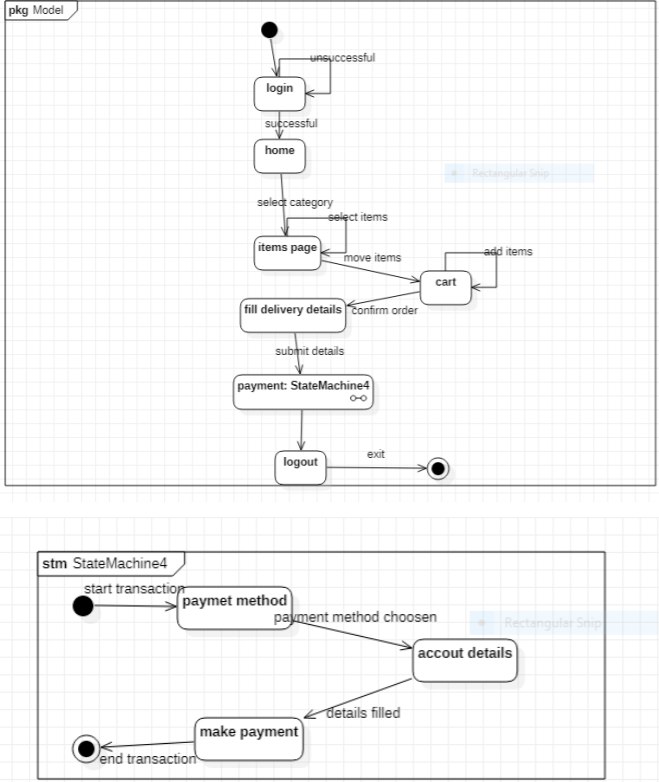 pkg Model
unsuccessful
login
successful
home
Rectangular Snip
select category
select items
items page
move items
add items
cart
fill delivery details
confirm order
submit details
payment: StateMachine4
logout
exit
stm StateMachine4
start transaction
paymet method
payment method choosen
Rectangular Snip
accout details
details filled
make payment
end transaction